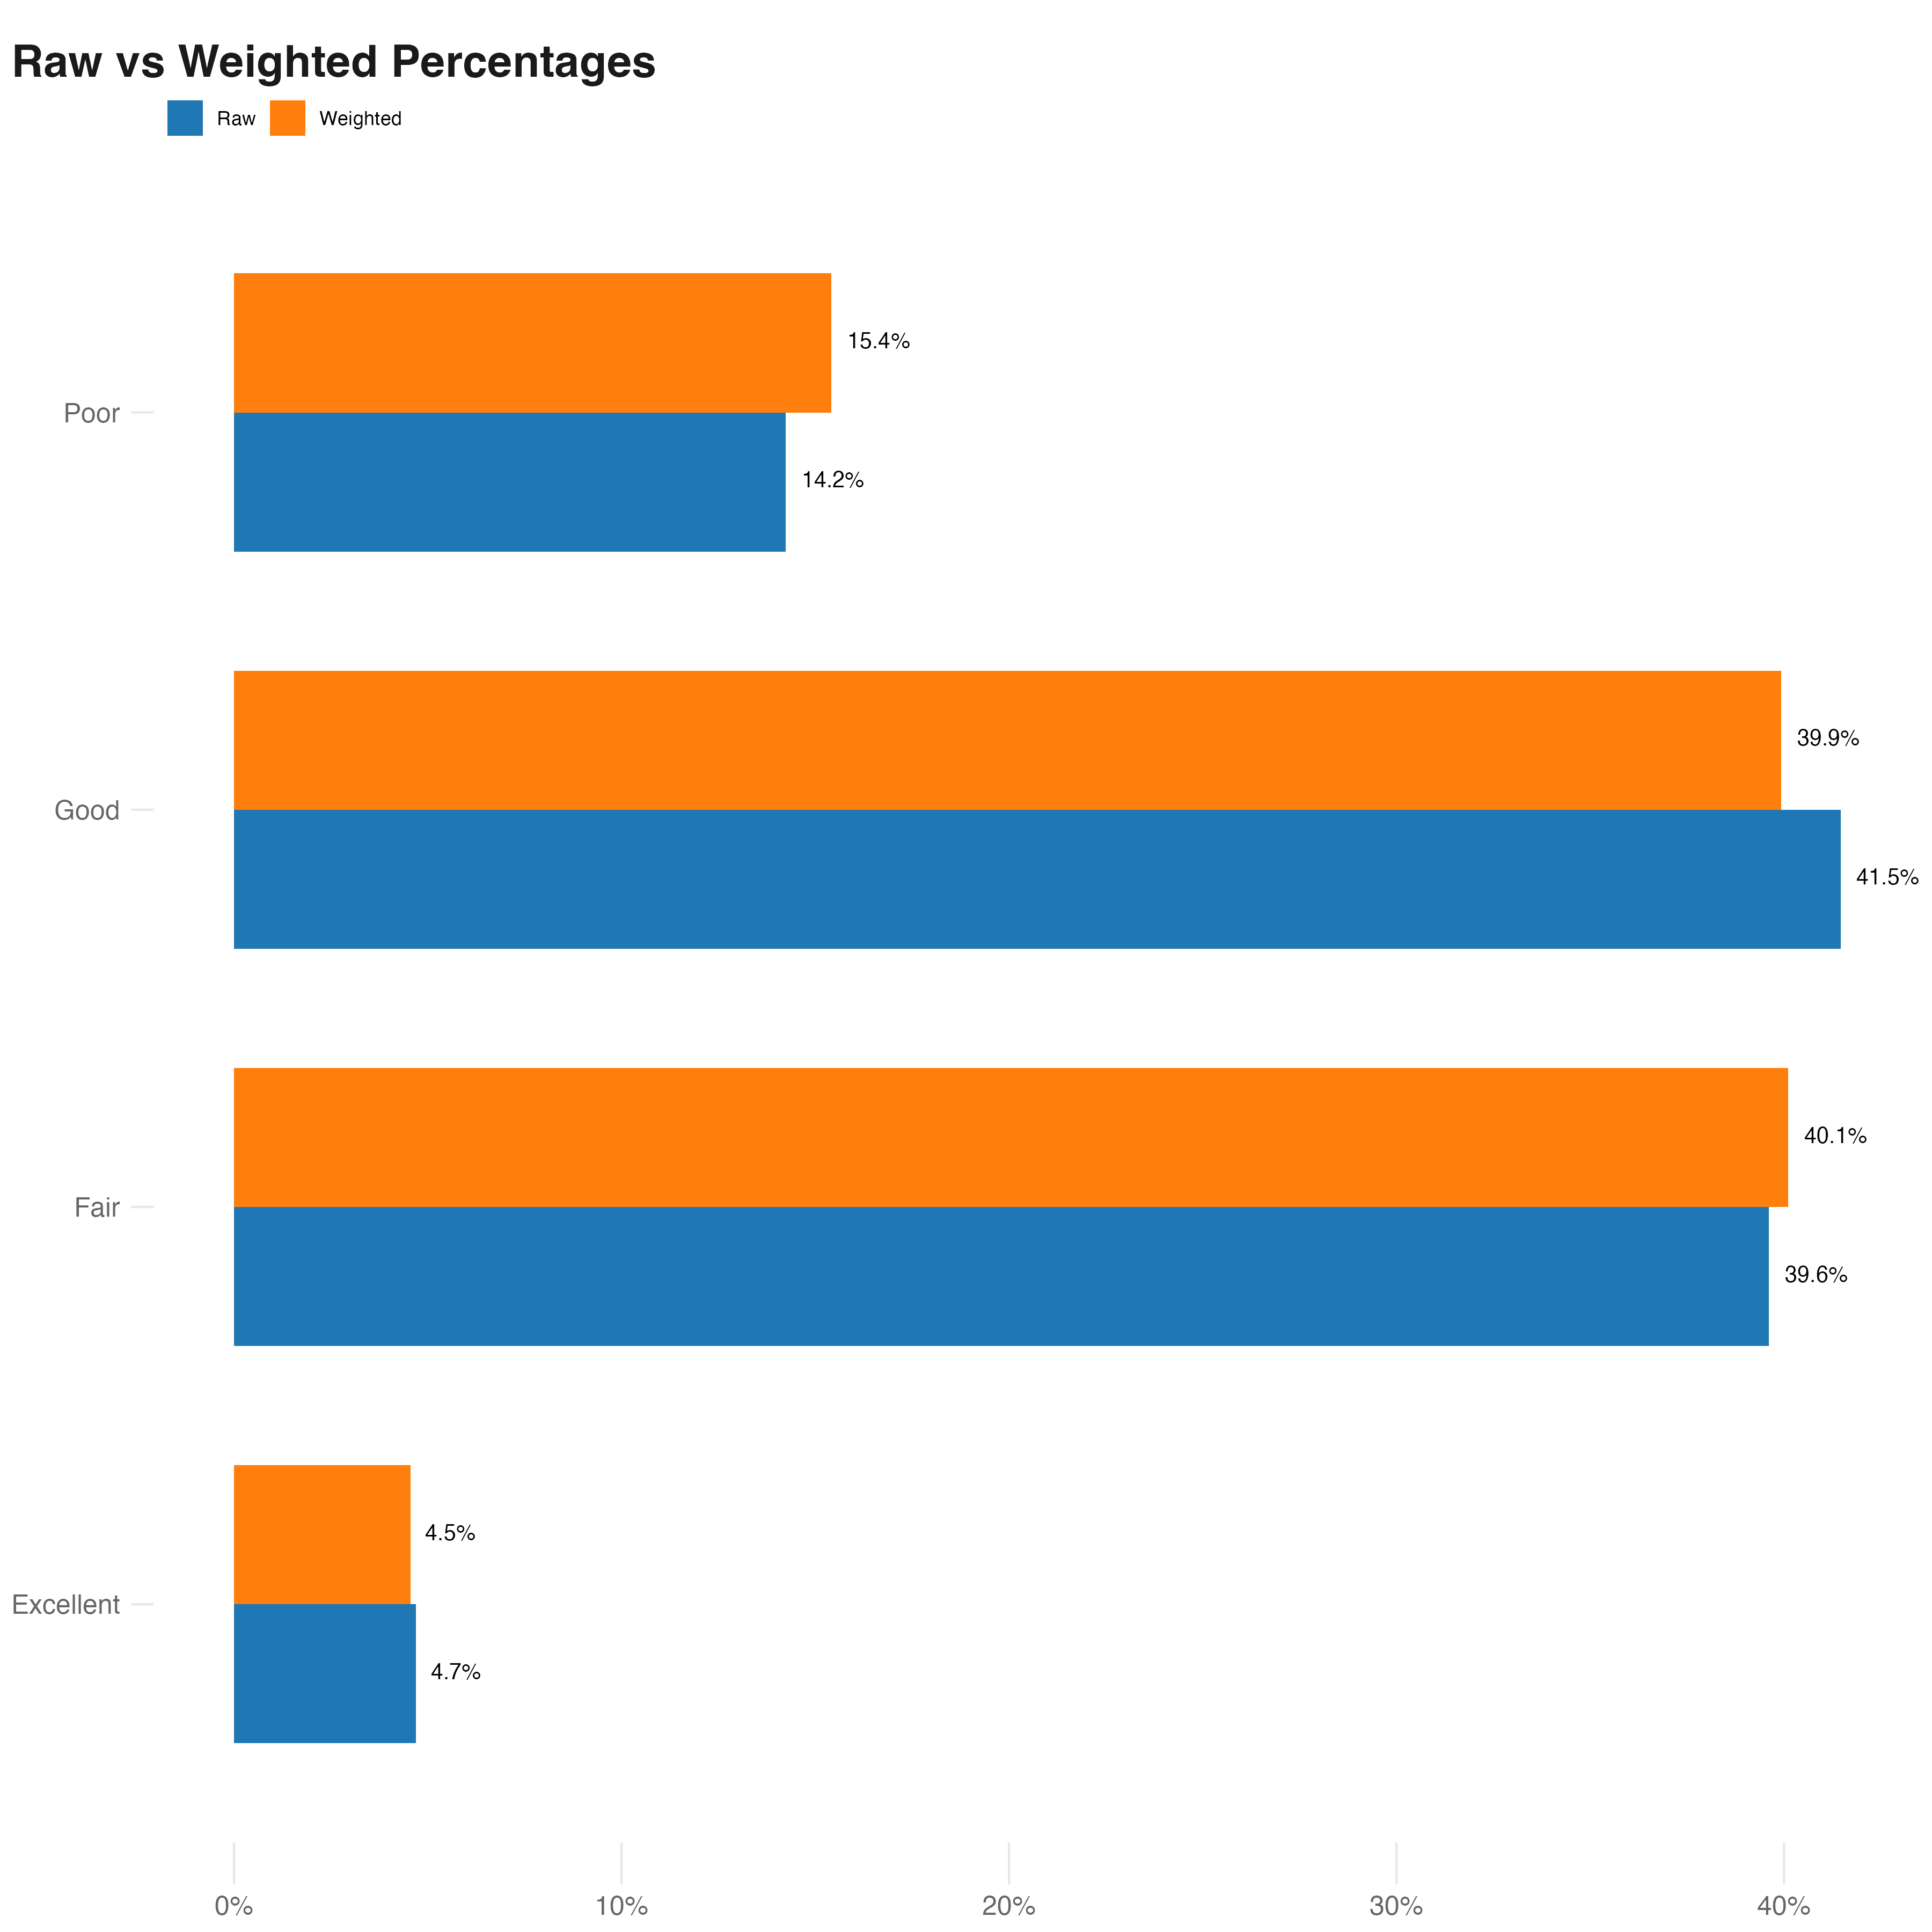 Raw vs Weighted Percentages
Raw Weighted
15.4%
Poor
14.2%
39.9%
Good
41.5%
40.1%
Fair
39.6%
4.5%
Excellent
4.7%
0% 10% 20% 30% 40%